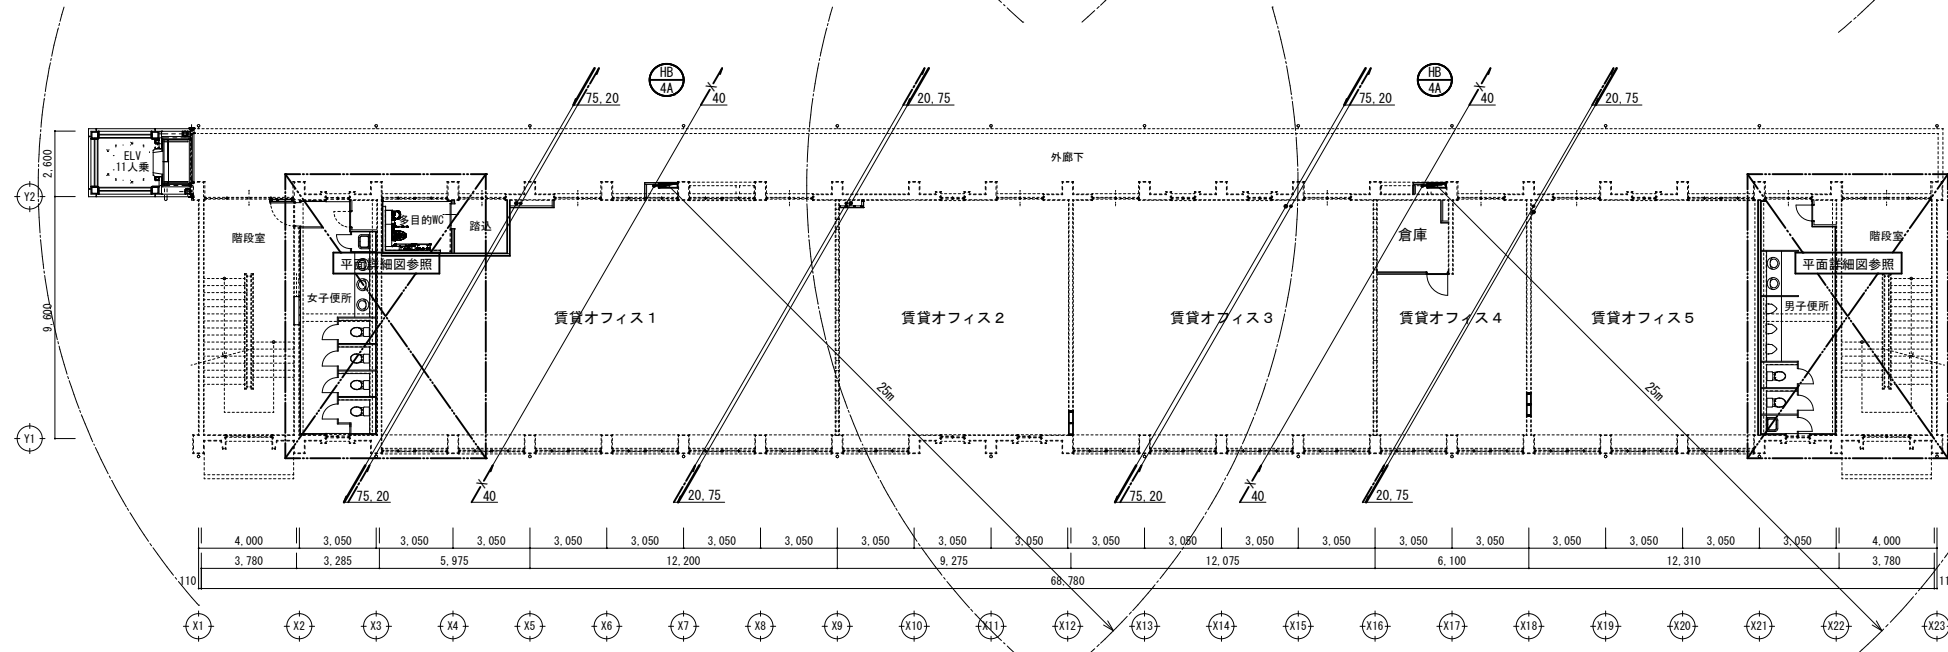 HB
4A
HB
4A
75,20
40
20,75
75,20
40
20,75
ELV
11人乗
2,600
外廊下
Y2
階段室
多目的WC
踏込
倉庫
階段室
平面詳細図参照
平面詳細図参照
女子便所
男子便所
9,600
賃貸オフィス1
賃貸オフィス2
賃貸オフィス3
賃貸オフィス4
賃貸オフィス5
25m
25m
Y1
75,20
40
20,75
75,20
40
20,75
4,000 3,050 3,050 3,050 3,050 3,050 3,050 3,050 3,050 3,050 3,050 3,050 3,050 3,050 3,050 3,050 3,050 3,050 3,050 3,050 3,050 4,000
3,780 3,285 5,975 12,200 9,275 12,075 6,100 12,310 3,780
110 68,780 11
X1 X2 X3 X4 X5 X6 X7 X8 X9 X10 X11 X12 X13 X14 X15 X16 X17 X18 X19 X20 X21 X22 X23